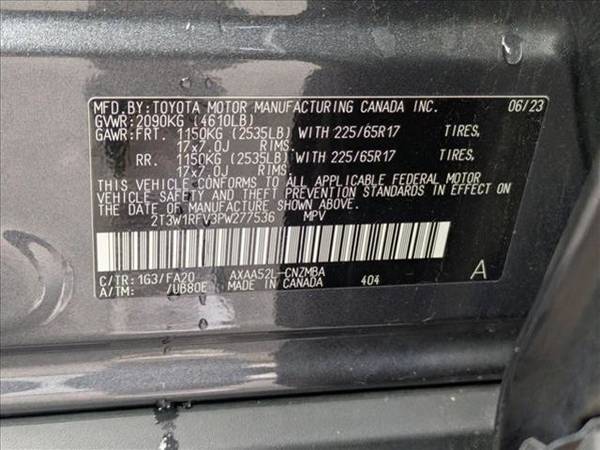 MFD.BY:TOYOTA MOTOR MANUFACTURING CANADA INC. 06/23
GVWR:2090KG (4610LB)
GAWR:FRT. 1150KG (2535LB) WITH 225/65R17 TIRES,
17x7.0J RIMS.
RR. 1150KG (2535LB) WITH 225/65R17 TIRES,
17x7.0J RIMS.
THIS VEHICLE CONFORMS TO ALL APPLICABLE FEDERAL MOTOR
VEHICLE SAFETY AND THEFT PREVENTION STANDARDS IN EFFECT
ON THE DATE OF MANUFACTURE SHOWN ABOVE.
2T3W1RFV3PW277536 MPV
C/TR: 1G3/FA20 AXAA52L-CNZMBA A
A/TM: /UB80E MADE IN CANADA 404